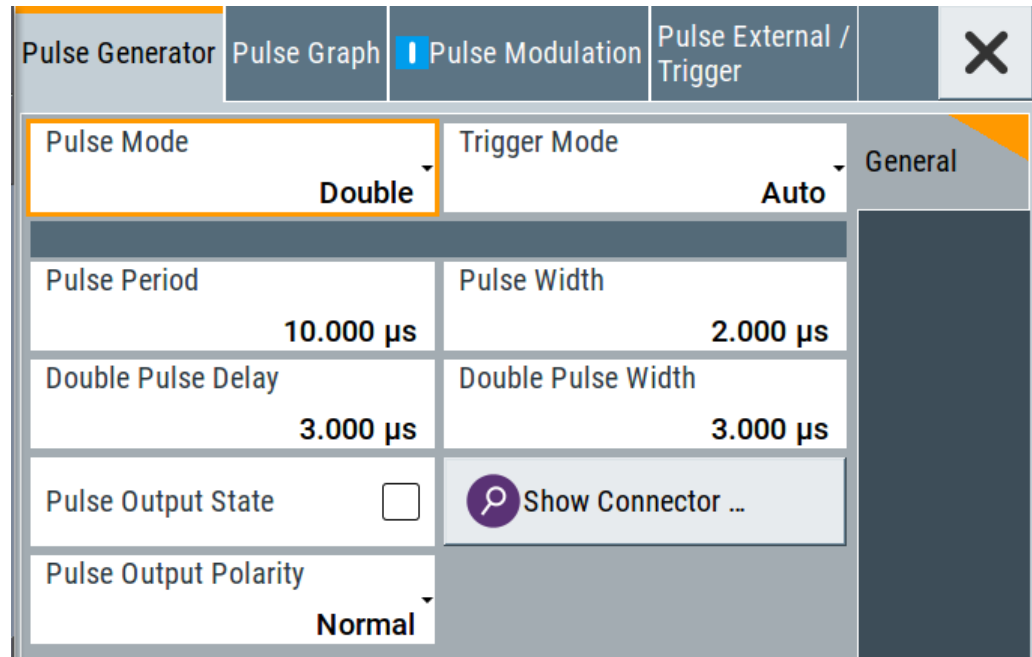 Pulse Generator
Pulse Graph
Pulse Modulation
Pulse External /
Trigger
Pulse Mode
Double
Trigger Mode
Auto
General
Pulse Period
10.000 µs
Pulse Width
2.000 µs
Double Pulse Delay
3.000 µs
Double Pulse Width
3.000 µs
Pulse Output State
Show Connector ...
Pulse Output Polarity
Normal